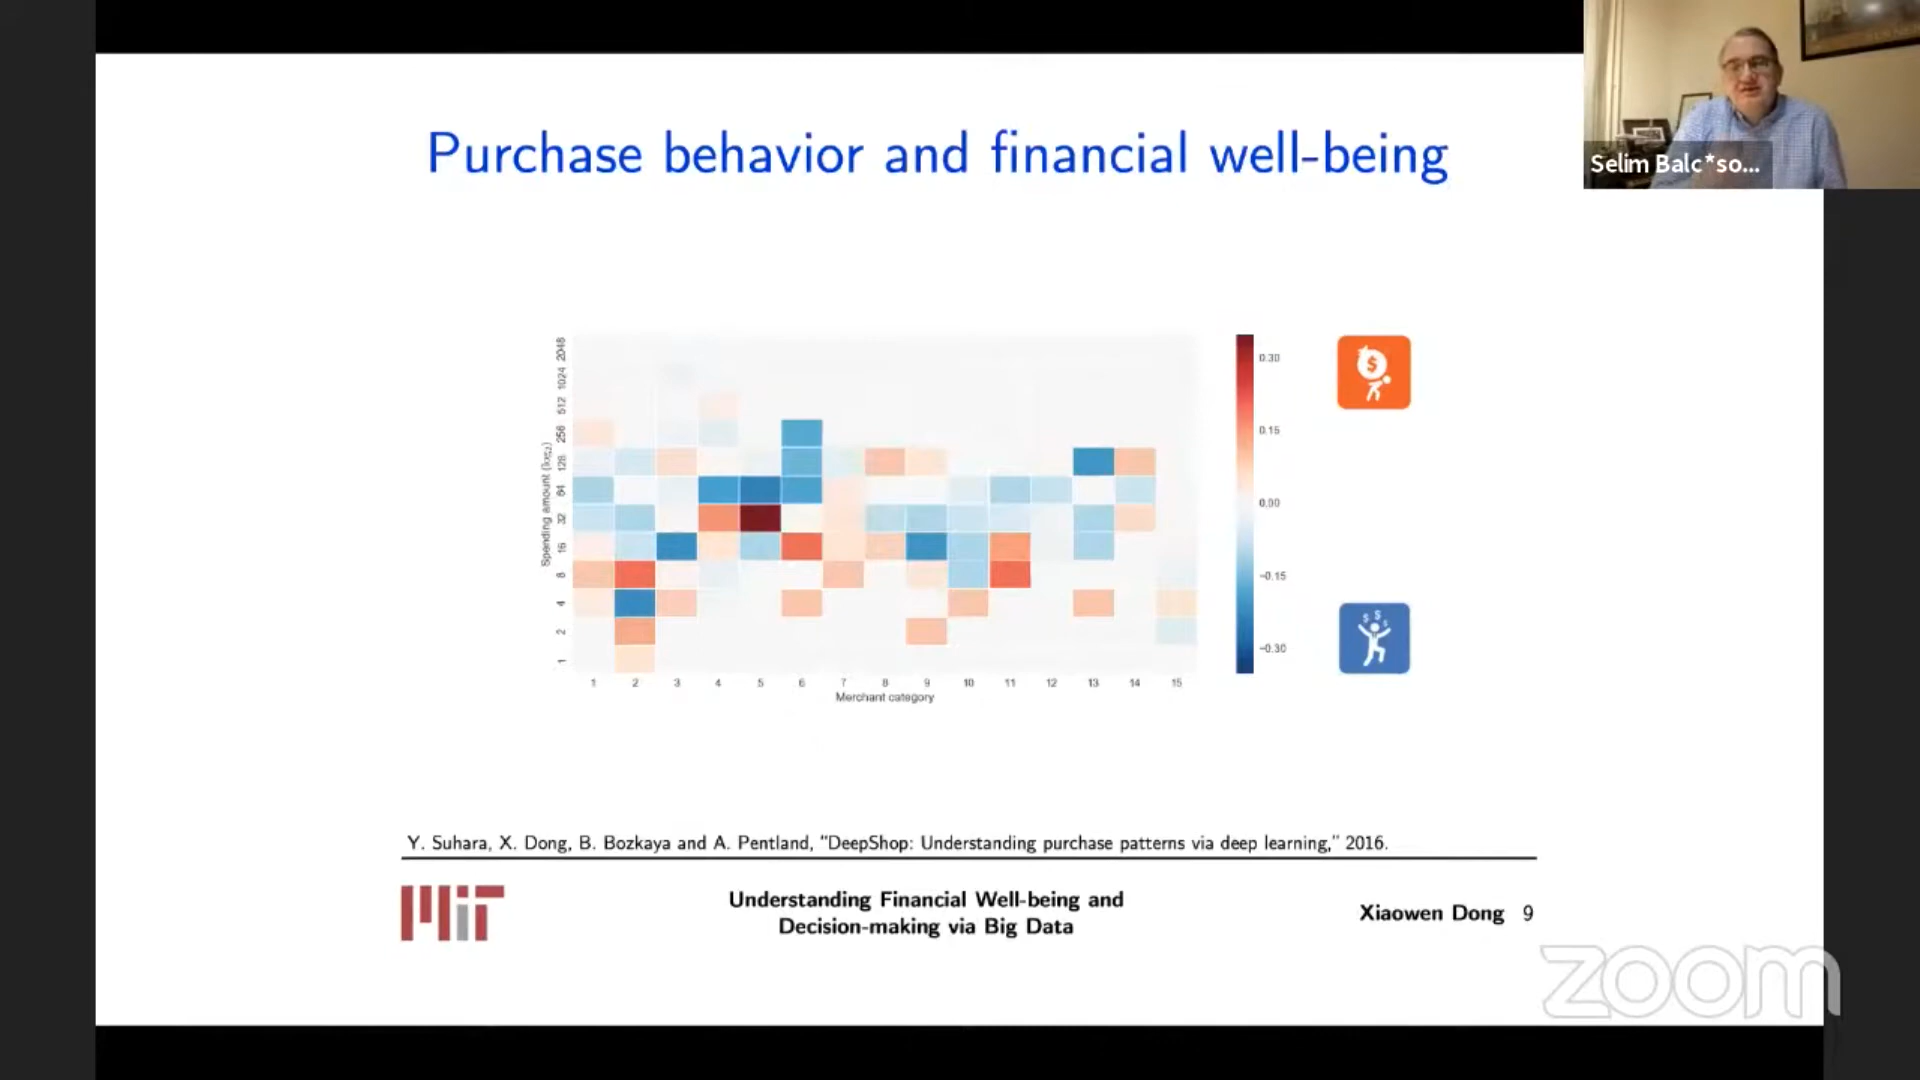 Purchase behavior and financial well-being
Selim Balc*so...
Spending amount (log₂)
2048
1024
512
256
128
64
32
16
8
4
2
1
1 2 3 4 5 6 7 8 9 10 11 12 13 14 15
Merchant category
0.30
0.15
0.00
-0.15
-0.30
$
$ $ $
Y. Suhara, X. Dong, B. Bozkaya and A. Pentland, "DeepShop: Understanding purchase patterns via deep learning," 2016.
MIT
Understanding Financial Well-being and
Decision-making via Big Data
Xiaowen Dong 9
zoom